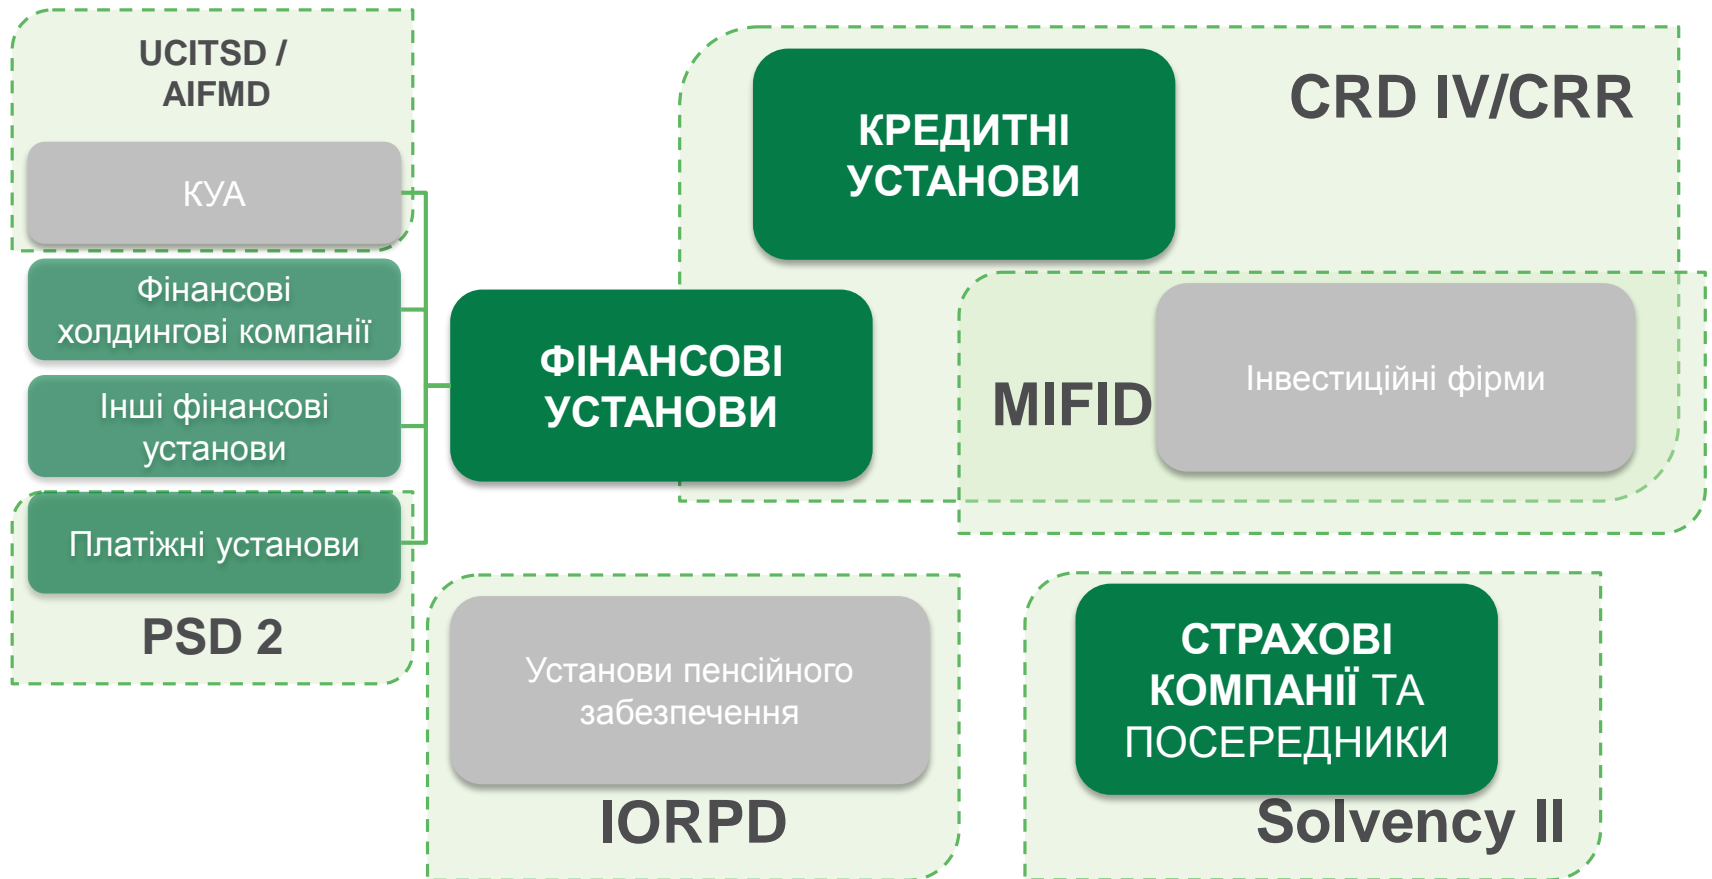 UCITSD /
AIFMD
КУА
Фінансові
холдингові компанії
Інші фінансові
установи
Платіжні установи
PSD 2
ФІНАНСОВІ
УСТАНОВИ
КРЕДИТНІ
УСТАНОВИ
CRD IV/CRR
MIFID
Інвестиційні фірми
Установи пенсійного
забезпечення
IORPD
СТРАХОВІ
КОМПАНІЇ ТА
ПОСЕРЕДНИКИ
Solvency II